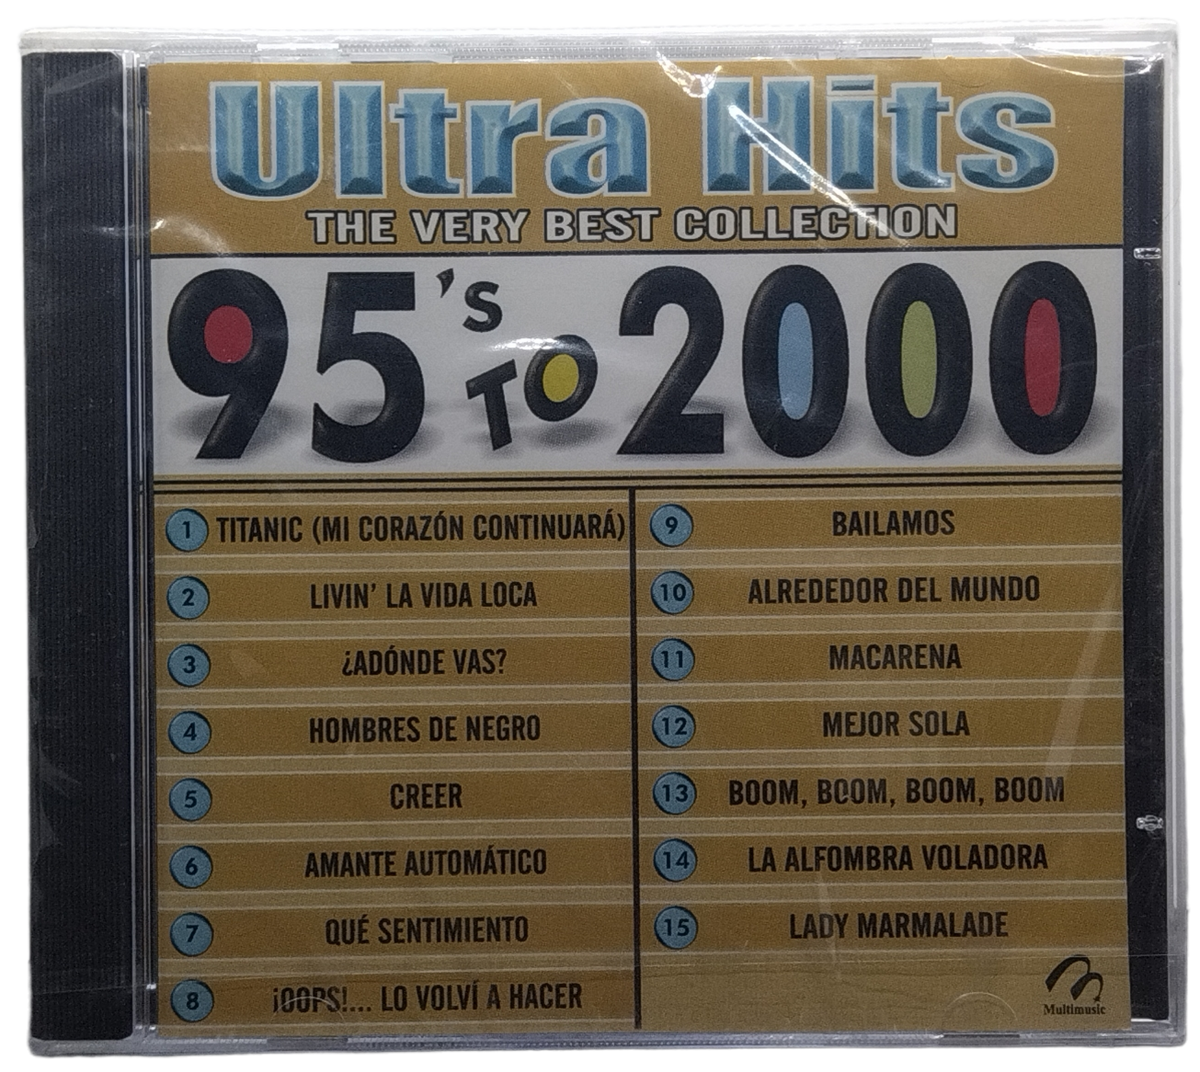 Ultra Hits
THE VERY BEST COLLECTION
95's TO 2000
1 TITANIC (MI CORAZÓN CONTINUARÁ)
2 LIVIN' LA VIDA LOCA
3 ¿ADÓNDE VAS?
4 HOMBRES DE NEGRO
5 CREER
6 AMANTE AUTOMÁTICO
7 QUÉ SENTIMIENTO
8 ¡OOPS!... LO VOLVÍ A HACER
9 BAILAMOS
10 ALREDEDOR DEL MUNDO
11 MACARENA
12 MEJOR SOLA
13 BOOM, BOOM, BOOM, BOOM
14 LA ALFOMBRA VOLADORA
15 LADY MARMALADE
Multimusic